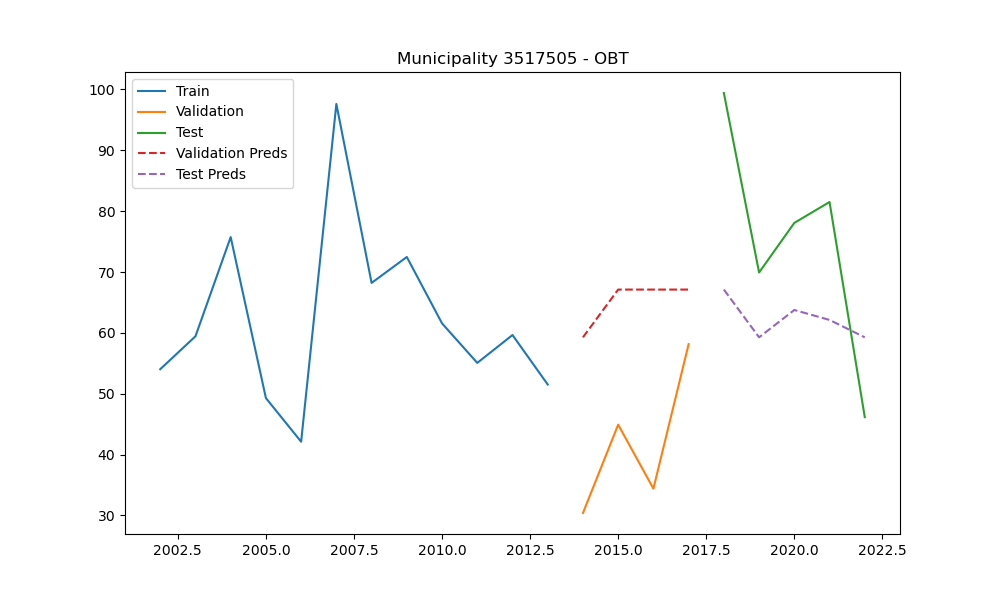 Municipality 3517505 - OBT
Train
Validation
Test
Validation Preds
Test Preds
100
90
80
70
60
50
40
30
2002.5 2005.0 2007.5 2010.0 2012.5 2015.0 2017.5 2020.0 2022.5